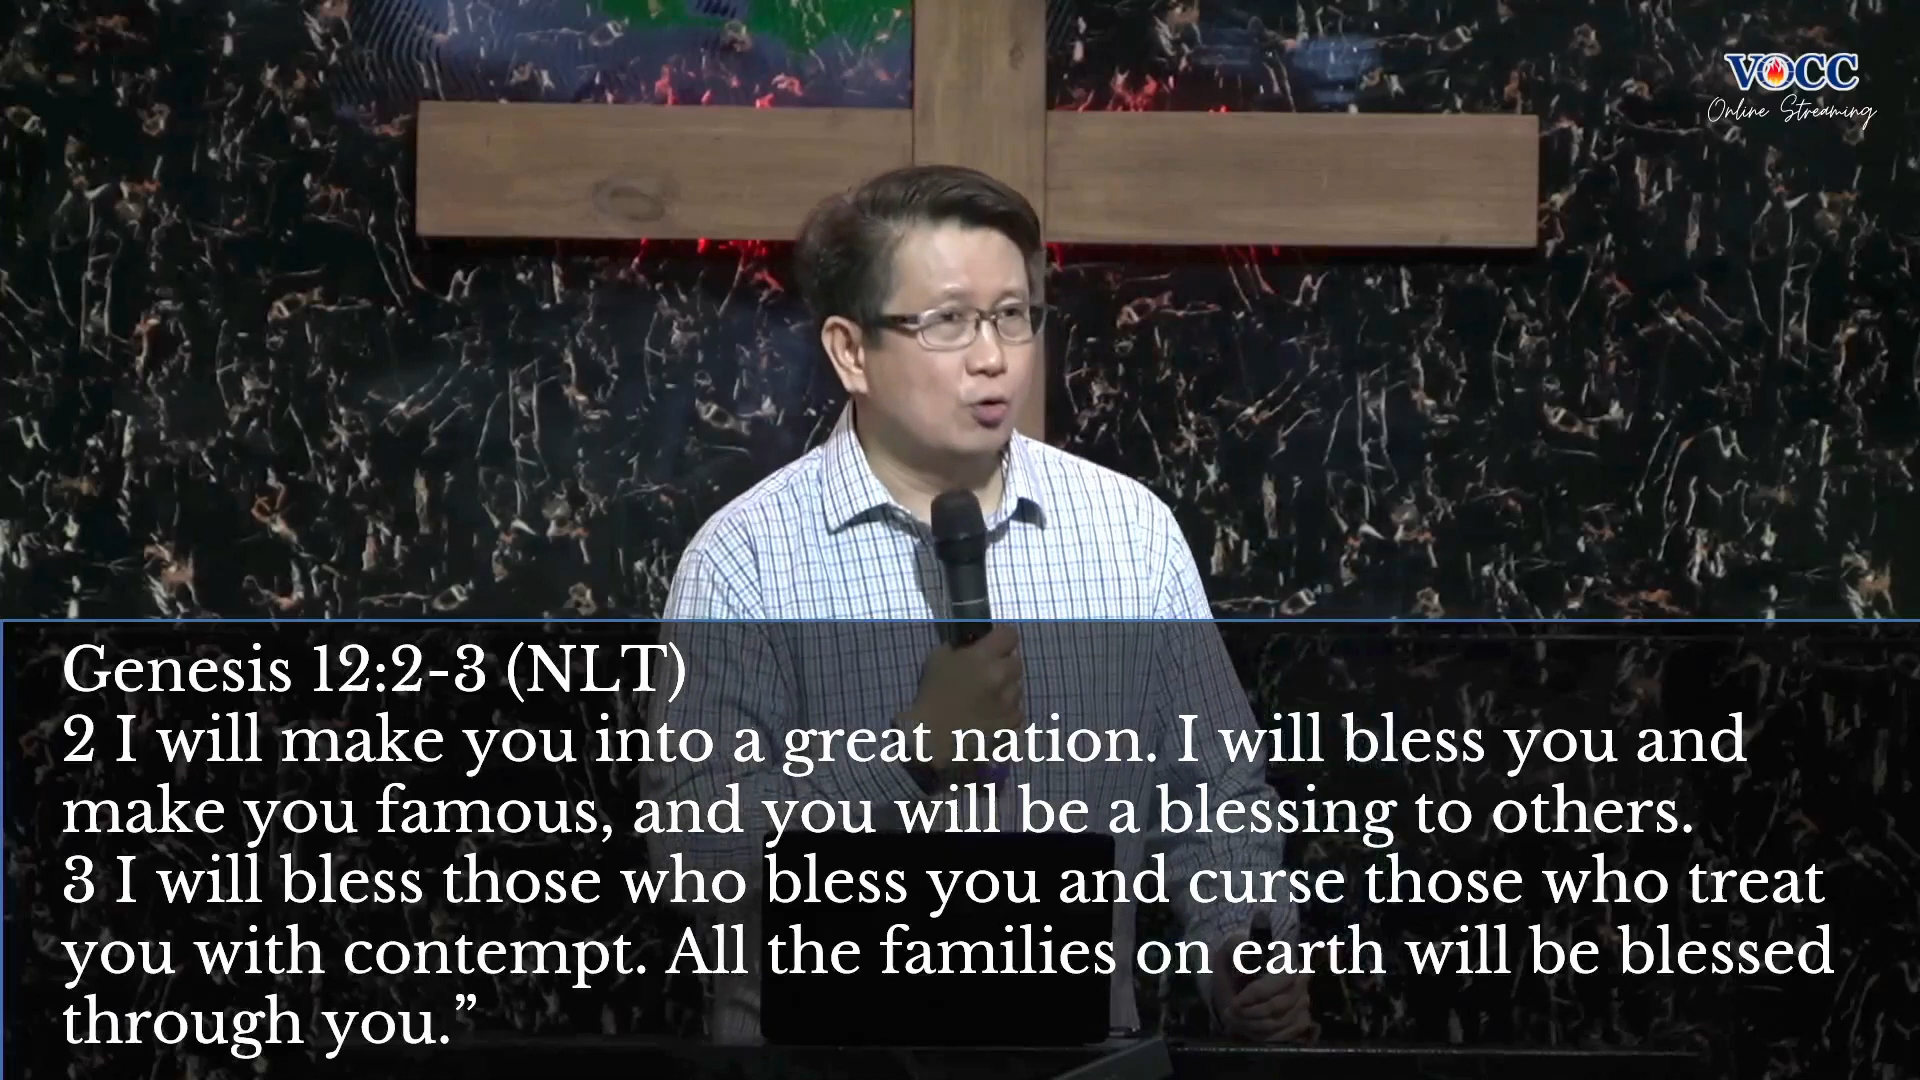 VOCC
Online Streaming
Genesis 12:2-3 (NLT)
2 I will make you into a great nation. I will bless you and
make you famous, and you will be a blessing to others.
3 I will bless those who bless you and curse those who treat
you with contempt. All the families on earth will be blessed
through you.”